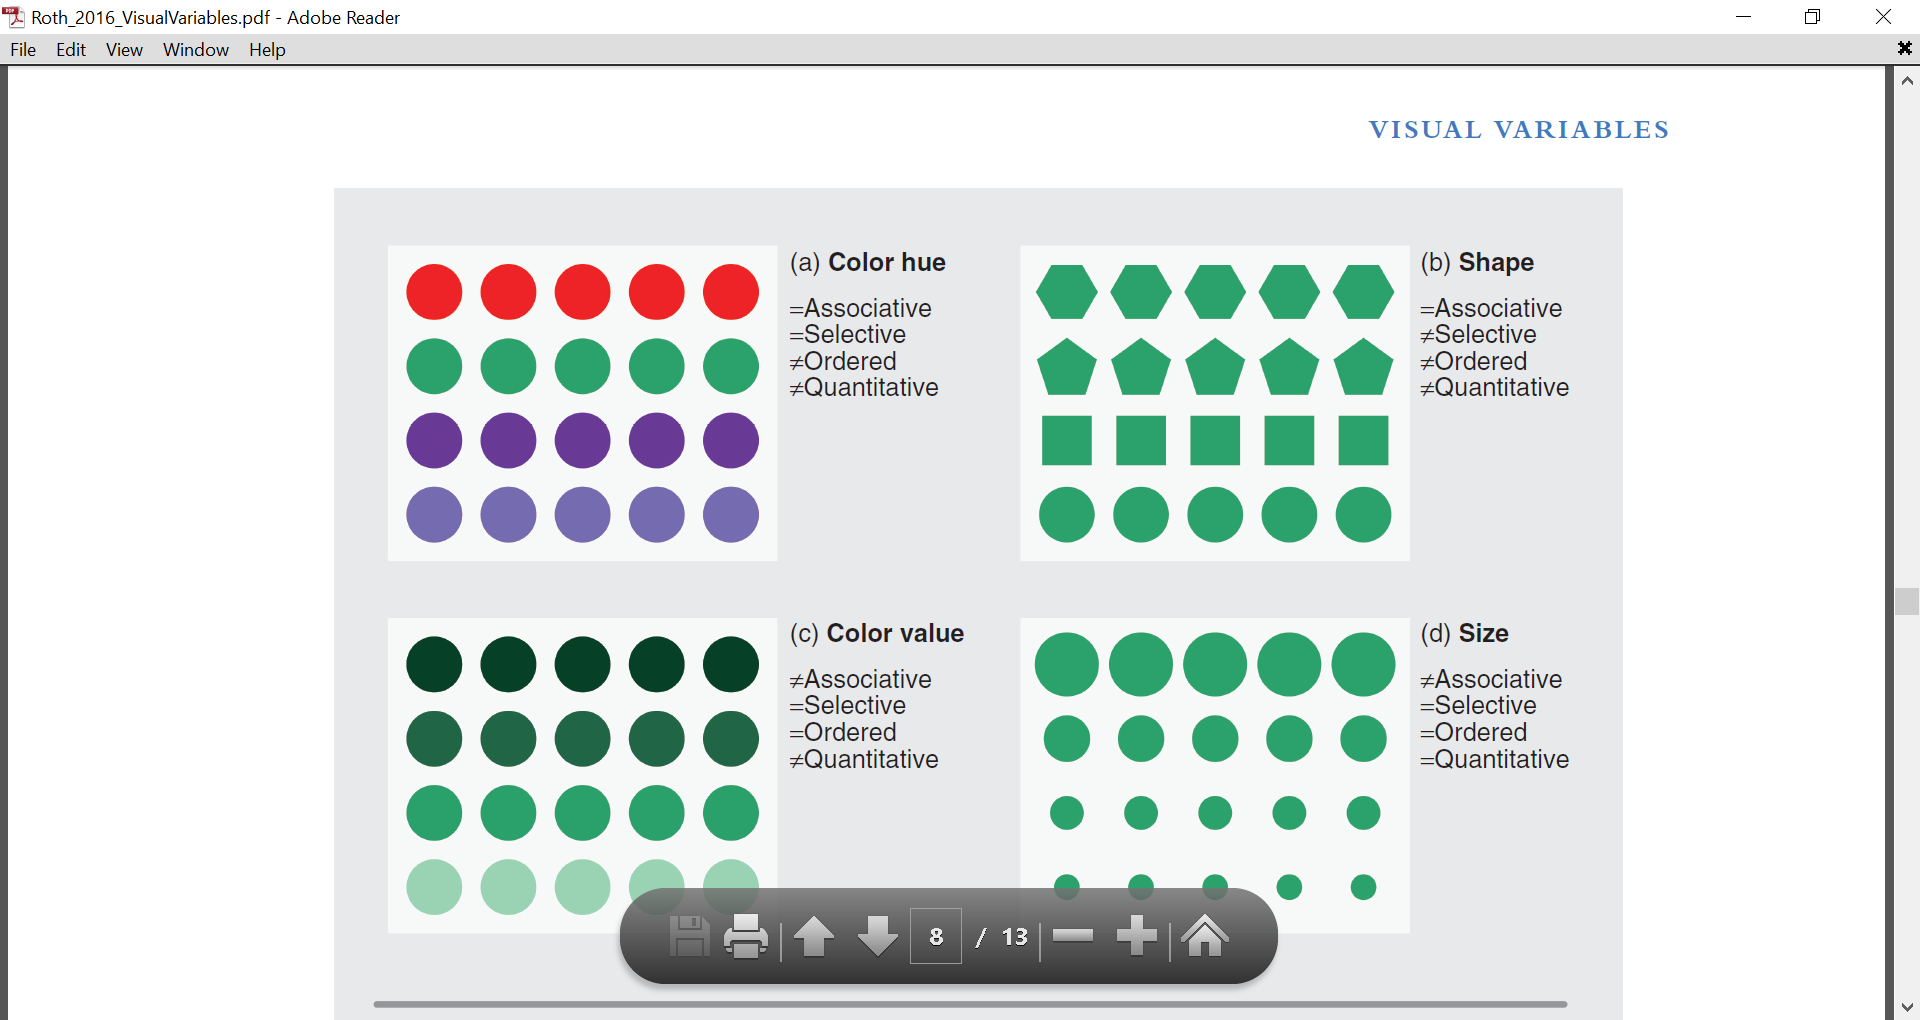 Roth_2016_VisualVariables.pdf - Adobe Reader
File Edit View Window Help
VISUAL VARIABLES
(a) Color hue
=Associative
=Selective
≠Ordered
≠Quantitative
(b) Shape
=Associative
≠Selective
≠Ordered
≠Quantitative
(c) Color value
≠Associative
=Selective
=Ordered
≠Quantitative
(d) Size
≠Associative
=Selective
=Ordered
=Quantitative
8 / 13